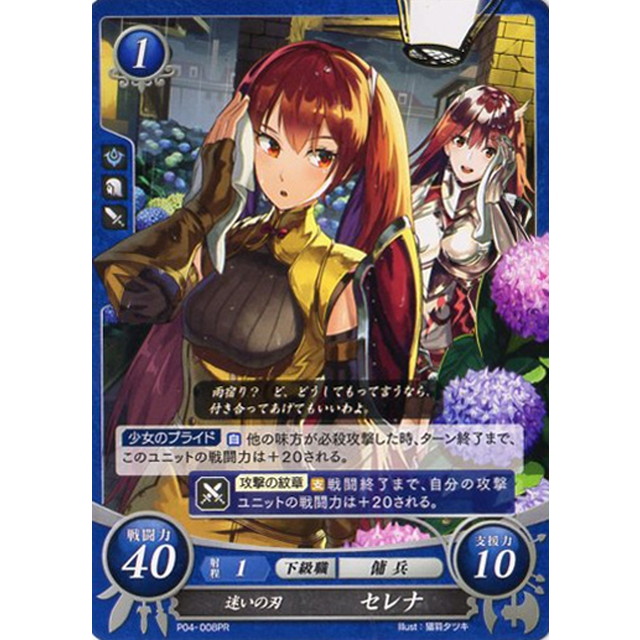 1
雨宿り？ ど、どうしてもって言うなら、
付き合ってあげてもいいわよ。
少女のプライド 自 他の味方が必殺攻撃した時、ターン終了まで、
このユニットの戦闘力は＋20される。
攻撃の紋章 支 戦闘終了まで、自分の攻撃
ユニットの戦闘力は＋20される。
戦闘力
40
射程 1 下級職 傭兵
支援力
10
迷いの刃 セレナ
P04-008PR Illust：猫羽タツキ